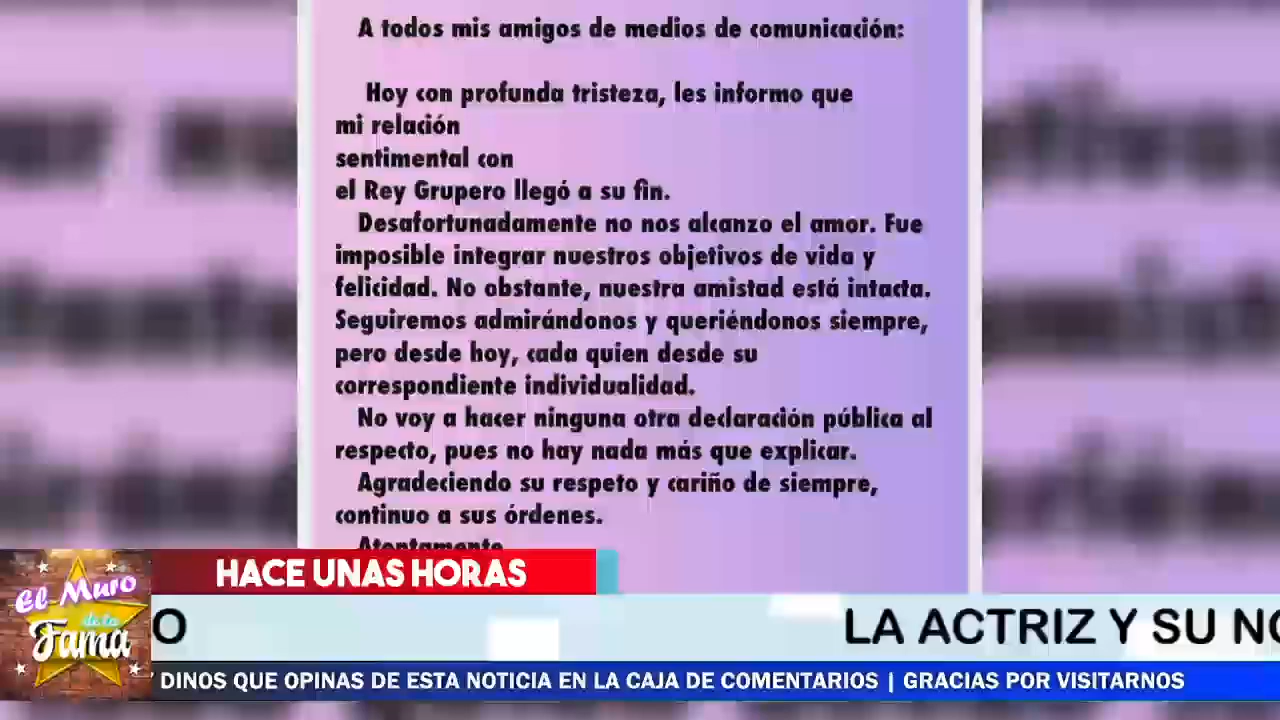 A todos mis amigos de medios de comunicación:
Hoy con profunda tristeza, les informo que
mi relación
sentimental con
el Rey Grupero llegó a su fin.
Desafortunadamente no nos alcanzo el amor. Fue
imposible integrar nuestros objetivos de vida y
felicidad. No obstante, nuestra amistad está intacta.
Seguiremos admirándonos y queriéndonos siempre,
pero desde hoy, cada quien desde su
correspondiente individualidad.
No voy a hacer ninguna otra declaración pública al
respecto, pues no hay nada más que explicar.
Agradeciendo su respeto y cariño de siempre,
continuo a sus órdenes.
Atentamente
HACE UNAS HORAS
El Muro
de la
Fama
O LA ACTRIZ Y SU NO
Y DINOS QUE OPINAS DE ESTA NOTICIA EN LA CAJA DE COMENTARIOS | GRACIAS POR VISITARNOS